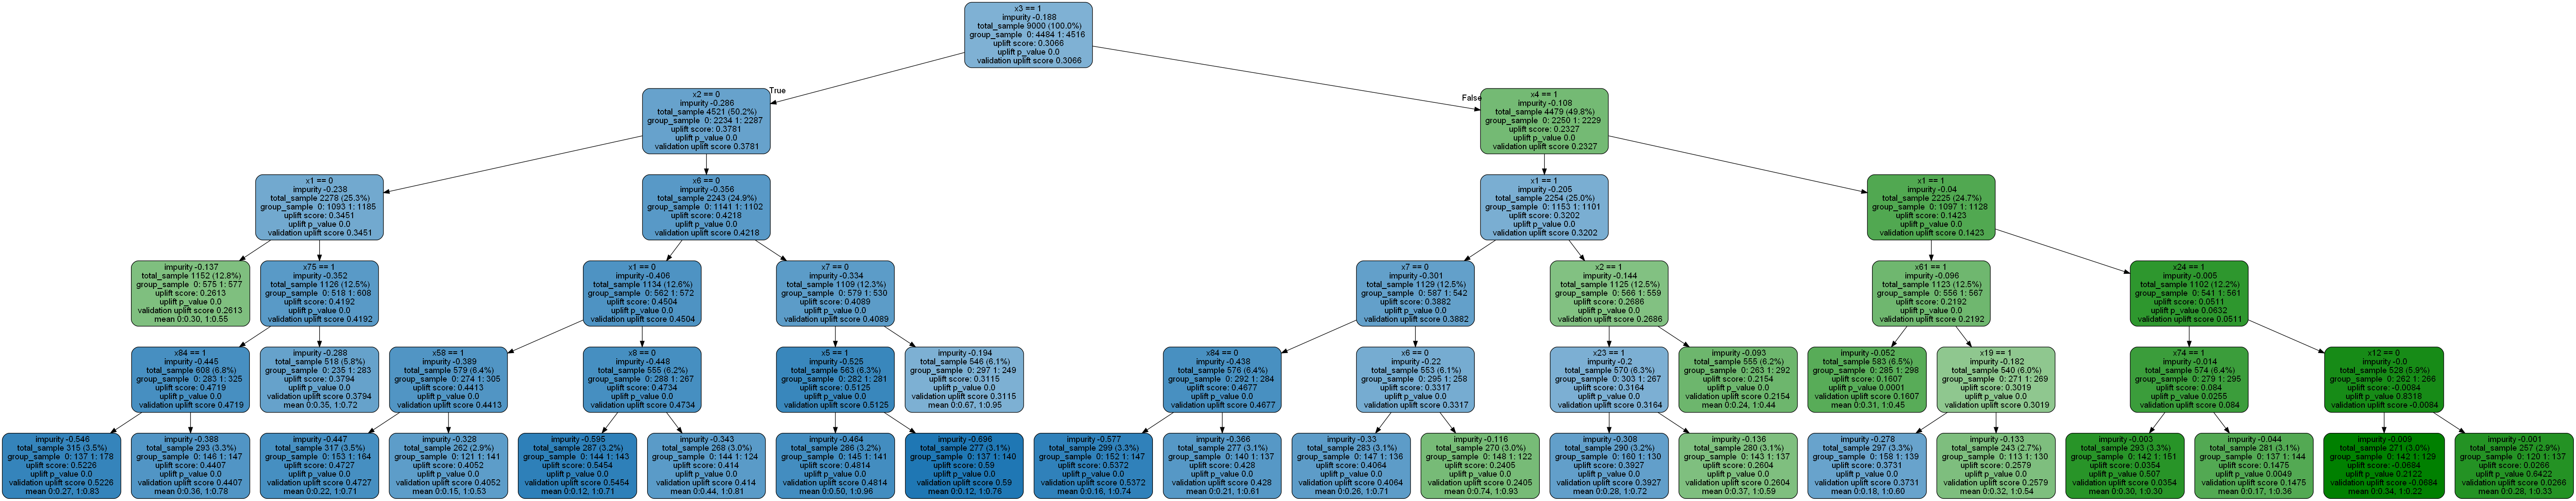 x3 == 1
impurity -0.188
total_sample 9000 (100.0%)
group_sample 0: 4484 1: 4516
uplift score: 0.3066
uplift p_value 0.0
validation uplift score 0.3066
True
False
x2 == 0
impurity -0.286
total_sample 4521 (50.2%)
group_sample 0: 2234 1: 2287
uplift score: 0.3781
uplift p_value 0.0
validation uplift score 0.3781
x4 == 1
impurity -0.108
total_sample 4479 (49.8%)
group_sample 0: 2250 1: 2229
uplift score: 0.2327
uplift p_value 0.0
validation uplift score 0.2327
x1 == 0
impurity -0.238
total_sample 2278 (25.3%)
group_sample 0: 1093 1: 1185
uplift score: 0.3451
uplift p_value 0.0
validation uplift score 0.3451
x6 == 0
impurity -0.356
total_sample 2243 (24.9%)
group_sample 0: 1141 1: 1102
uplift score: 0.4218
uplift p_value 0.0
validation uplift score 0.4218
x1 == 1
impurity -0.205
total_sample 2254 (25.0%)
group_sample 0: 1153 1: 1101
uplift score: 0.3202
uplift p_value 0.0
validation uplift score 0.3202
x1 == 1
impurity -0.04
total_sample 2225 (24.7%)
group_sample 0: 1097 1: 1128
uplift score: 0.1423
uplift p_value 0.0
validation uplift score 0.1423
impurity -0.137
total_sample 1152 (12.8%)
group_sample 0: 575 1: 577
uplift score: 0.2613
uplift p_value 0.0
validation uplift score 0.2613
mean 0:0.30, 1:0.55
x75 == 1
impurity -0.352
total_sample 1126 (12.5%)
group_sample 0: 518 1: 608
uplift score: 0.4192
uplift p_value 0.0
validation uplift score 0.4192
x1 == 0
impurity -0.406
total_sample 1134 (12.6%)
group_sample 0: 562 1: 572
uplift score: 0.4504
uplift p_value 0.0
validation uplift score 0.4504
x7 == 0
impurity -0.334
total_sample 1109 (12.3%)
group_sample 0: 579 1: 530
uplift score: 0.4089
uplift p_value 0.0
validation uplift score 0.4089
x7 == 0
impurity -0.301
total_sample 1129 (12.5%)
group_sample 0: 587 1: 542
uplift score: 0.3882
uplift p_value 0.0
validation uplift score 0.3882
x2 == 1
impurity -0.144
total_sample 1125 (12.5%)
group_sample 0: 566 1: 559
uplift score: 0.2686
uplift p_value 0.0
validation uplift score 0.2686
x61 == 1
impurity -0.096
total_sample 1123 (12.5%)
group_sample 0: 556 1: 567
uplift score: 0.2192
uplift p_value 0.0
validation uplift score 0.2192
x24 == 1
impurity -0.005
total_sample 1102 (12.2%)
group_sample 0: 541 1: 561
uplift score: 0.0511
uplift p_value 0.0632
validation uplift score 0.0511
x84 == 1
impurity -0.445
total_sample 608 (6.8%)
group_sample 0: 283 1: 325
uplift score: 0.4719
uplift p_value 0.0
validation uplift score 0.4719
impurity -0.288
total_sample 518 (5.8%)
group_sample 0: 235 1: 283
uplift score: 0.3794
uplift p_value 0.0
validation uplift score 0.3794
mean 0:0.35, 1:0.72
x58 == 1
impurity -0.389
total_sample 579 (6.4%)
group_sample 0: 274 1: 305
uplift score: 0.4413
uplift p_value 0.0
validation uplift score 0.4413
x8 == 0
impurity -0.448
total_sample 555 (6.2%)
group_sample 0: 288 1: 267
uplift score: 0.4734
uplift p_value 0.0
validation uplift score 0.4734
x5 == 1
impurity -0.525
total_sample 563 (6.3%)
group_sample 0: 282 1: 281
uplift score: 0.5125
uplift p_value 0.0
validation uplift score 0.5125
impurity -0.194
total_sample 546 (6.1%)
group_sample 0: 297 1: 249
uplift score: 0.3115
uplift p_value 0.0
validation uplift score 0.3115
mean 0:0.67, 1:0.95
x84 == 0
impurity -0.438
total_sample 576 (6.4%)
group_sample 0: 292 1: 284
uplift score: 0.4677
uplift p_value 0.0
validation uplift score 0.4677
x6 == 0
impurity -0.22
total_sample 553 (6.1%)
group_sample 0: 295 1: 258
uplift score: 0.3317
uplift p_value 0.0
validation uplift score 0.3317
x23 == 1
impurity -0.2
total_sample 570 (6.3%)
group_sample 0: 303 1: 267
uplift score: 0.3164
uplift p_value 0.0
validation uplift score 0.3164
impurity -0.093
total_sample 555 (6.2%)
group_sample 0: 263 1: 292
uplift score: 0.2154
uplift p_value 0.0
validation uplift score 0.2154
mean 0:0.24, 1:0.44
impurity -0.052
total_sample 583 (6.5%)
group_sample 0: 285 1: 298
uplift score: 0.1607
uplift p_value 0.0001
validation uplift score 0.1607
mean 0:0.31, 1:0.45
x19 == 1
impurity -0.182
total_sample 540 (6.0%)
group_sample 0: 271 1: 269
uplift score: 0.3019
uplift p_value 0.0
validation uplift score 0.3019
x74 == 1
impurity -0.014
total_sample 574 (6.4%)
group_sample 0: 279 1: 295
uplift score: 0.084
uplift p_value 0.0255
validation uplift score 0.084
x12 == 0
impurity -0.0
total_sample 528 (5.9%)
group_sample 0: 262 1: 266
uplift score: -0.0084
uplift p_value 0.8318
validation uplift score -0.0084
impurity -0.546
total_sample 315 (3.5%)
group_sample 0: 137 1: 178
uplift score: 0.5226
uplift p_value 0.0
validation uplift score 0.5226
mean 0:0.27, 1:0.83
impurity -0.388
total_sample 293 (3.3%)
group_sample 0: 146 1: 147
uplift score: 0.4407
uplift p_value 0.0
validation uplift score 0.4407
mean 0:0.36, 1:0.78
impurity -0.447
total_sample 317 (3.5%)
group_sample 0: 153 1: 164
uplift score: 0.4727
uplift p_value 0.0
validation uplift score 0.4727
mean 0:0.22, 1:0.71
impurity -0.328
total_sample 262 (2.9%)
group_sample 0: 121 1: 141
uplift score: 0.4052
uplift p_value 0.0
validation uplift score 0.4052
mean 0:0.15, 1:0.53
impurity -0.595
total_sample 287 (3.2%)
group_sample 0: 144 1: 143
uplift score: 0.5454
uplift p_value 0.0
validation uplift score 0.5454
mean 0:0.12, 1:0.71
impurity -0.343
total_sample 268 (3.0%)
group_sample 0: 144 1: 124
uplift score: 0.414
uplift p_value 0.0
validation uplift score 0.414
mean 0:0.44, 1:0.81
impurity -0.464
total_sample 286 (3.2%)
group_sample 0: 145 1: 141
uplift score: 0.4814
uplift p_value 0.0
validation uplift score 0.4814
mean 0:0.50, 1:0.96
impurity -0.696
total_sample 277 (3.1%)
group_sample 0: 137 1: 140
uplift score: 0.59
uplift p_value 0.0
validation uplift score 0.59
mean 0:0.12, 1:0.76
impurity -0.577
total_sample 299 (3.3%)
group_sample 0: 152 1: 147
uplift score: 0.5372
uplift p_value 0.0
validation uplift score 0.5372
mean 0:0.16, 1:0.74
impurity -0.366
total_sample 277 (3.1%)
group_sample 0: 140 1: 137
uplift score: 0.428
uplift p_value 0.0
validation uplift score 0.428
mean 0:0.21, 1:0.61
impurity -0.33
total_sample 283 (3.1%)
group_sample 0: 147 1: 136
uplift score: 0.4064
uplift p_value 0.0
validation uplift score 0.4064
mean 0:0.26, 1:0.71
impurity -0.116
total_sample 270 (3.0%)
group_sample 0: 148 1: 122
uplift score: 0.2405
uplift p_value 0.0
validation uplift score 0.2405
mean 0:0.74, 1:0.93
impurity -0.308
total_sample 290 (3.2%)
group_sample 0: 160 1: 130
uplift score: 0.3927
uplift p_value 0.0
validation uplift score 0.3927
mean 0:0.28, 1:0.72
impurity -0.136
total_sample 280 (3.1%)
group_sample 0: 143 1: 137
uplift score: 0.2604
uplift p_value 0.0
validation uplift score 0.2604
mean 0:0.37, 1:0.59
impurity -0.278
total_sample 297 (3.3%)
group_sample 0: 158 1: 139
uplift score: 0.3731
uplift p_value 0.0
validation uplift score 0.3731
mean 0:0.18, 1:0.60
impurity -0.133
total_sample 243 (2.7%)
group_sample 0: 113 1: 130
uplift score: 0.2579
uplift p_value 0.0
validation uplift score 0.2579
mean 0:0.32, 1:0.54
impurity -0.003
total_sample 293 (3.3%)
group_sample 0: 142 1: 151
uplift score: 0.0354
uplift p_value 0.507
validation uplift score 0.0354
mean 0:0.30, 1:0.30
impurity -0.044
total_sample 281 (3.1%)
group_sample 0: 137 1: 144
uplift score: 0.1475
uplift p_value 0.0049
validation uplift score 0.1475
mean 0:0.17, 1:0.36
impurity -0.009
total_sample 271 (3.0%)
group_sample 0: 142 1: 129
uplift score: -0.0684
uplift p_value 0.2122
validation uplift score -0.0684
mean 0:0.34, 1:0.22
impurity -0.001
total_sample 257 (2.9%)
group_sample 0: 120 1: 137
uplift score: 0.0266
uplift p_value 0.6422
validation uplift score 0.0266
mean 0:0.28, 1:0.33